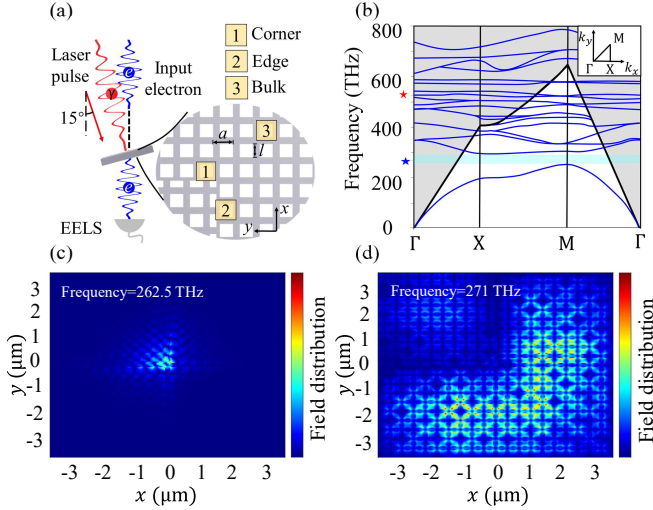 (a)
Laser
pulse
Input
electron
1 Corner
2 Edge
3 Bulk
e
γ
15°
a
3
l
1
2
e
x
y
EELS
(b)
Frequency (THz)
800
600
400
200
0
k_y
M
Γ
X
k_x
Γ
X
M
Γ
(c)
Frequency=262.5 THz
y (μm)
3
2
1
0
-1
-2
-3
-3
-2
-1
0
1
2
3
x (μm)
Field distribution
(d)
Frequency=271 THz
y (μm)
3
2
1
0
-1
-2
-3
-3
-2
-1
0
1
2
3
x (μm)
Field distribution